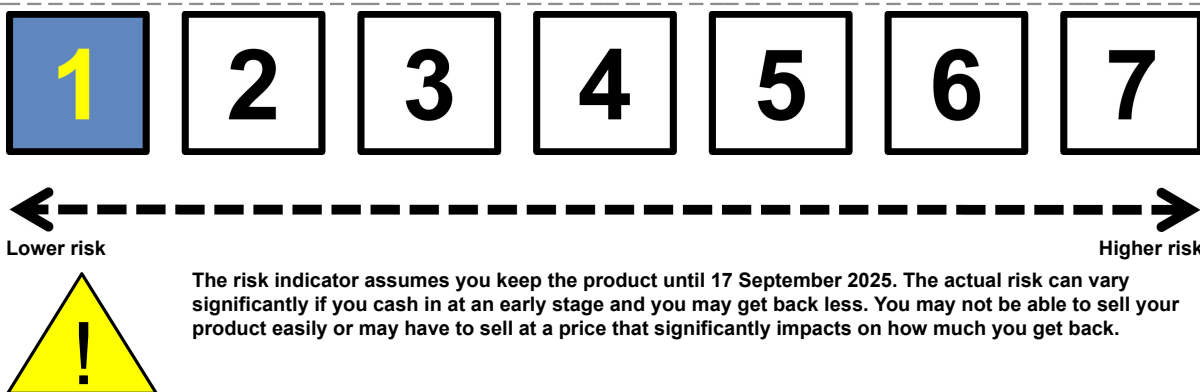 1 2 3 4 5 6 7
Lower risk Higher risk
The risk indicator assumes you keep the product until 17 September 2025. The actual risk can vary
significantly if you cash in at an early stage and you may get back less. You may not be able to sell your
product easily or may have to sell at a price that significantly impacts on how much you get back.
!